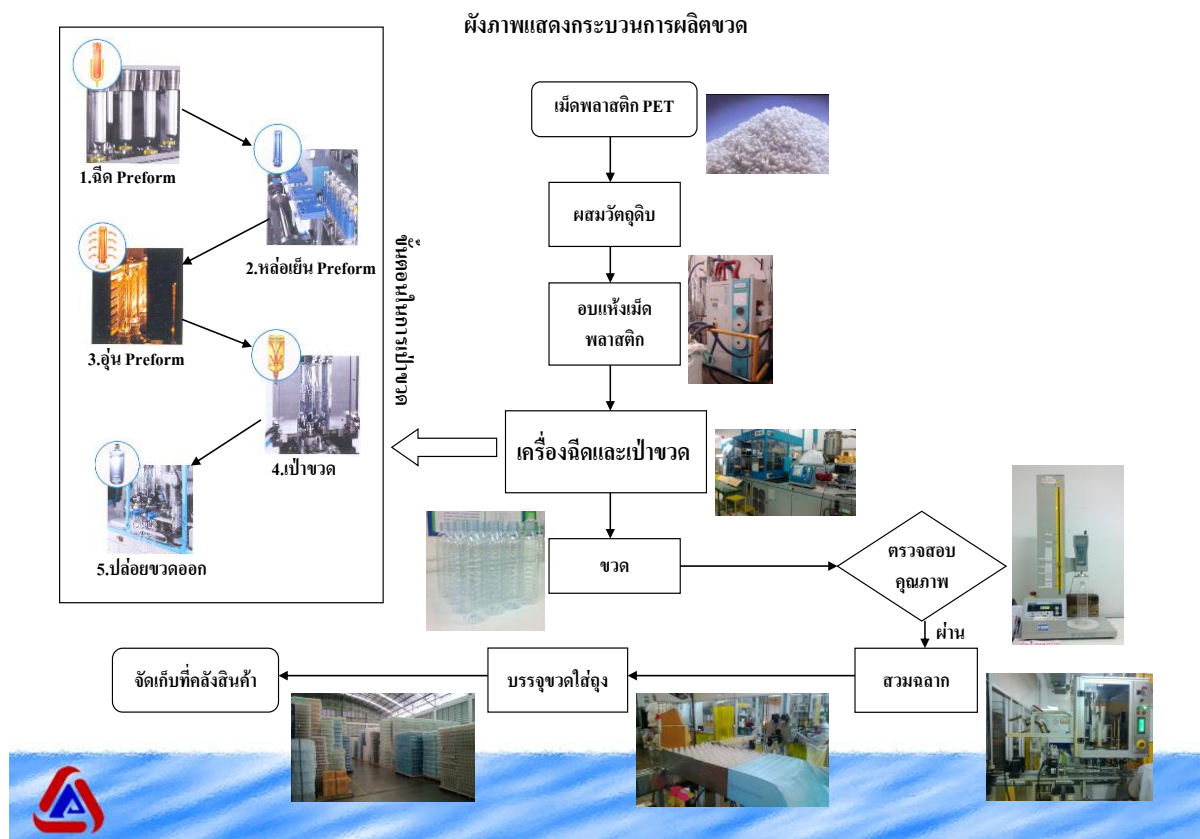 ผังภาพแสดงกระบวนการผลิตขวด
1.ฉีด Preform
2.หล่อเย็น Preform
3.อุ่น Preform
4.เป่าขวด
5.ปล่อยขวดออก
ขั้นตอนในการเป่าขวด
เม็ดพลาสติก PET
ผสมวัตถุดิบ
อบแห้งเม็ด
พลาสติก
เครื่องฉีดและเป่าขวด
ขวด
ตรวจสอบ
คุณภาพ
ผ่าน
สวมฉลาก
บรรจุขวดใส่ถุง
จัดเก็บที่คลังสินค้า